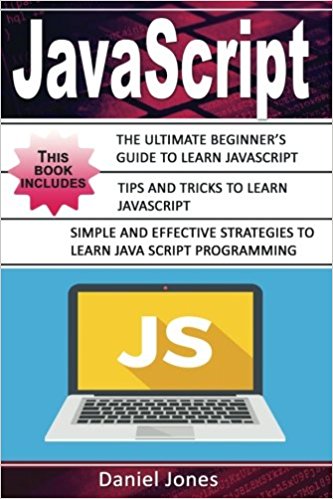 JavaScript
THIS
BOOK
INCLUDES
THE ULTIMATE BEGINNER'S
GUIDE TO LEARN JAVASCRIPT
TIPS AND TRICKS TO LEARN
JAVASCRIPT
SIMPLE AND EFFECTIVE STRATEGIES TO
LEARN JAVA SCRIPT PROGRAMMING
JS
Daniel Jones